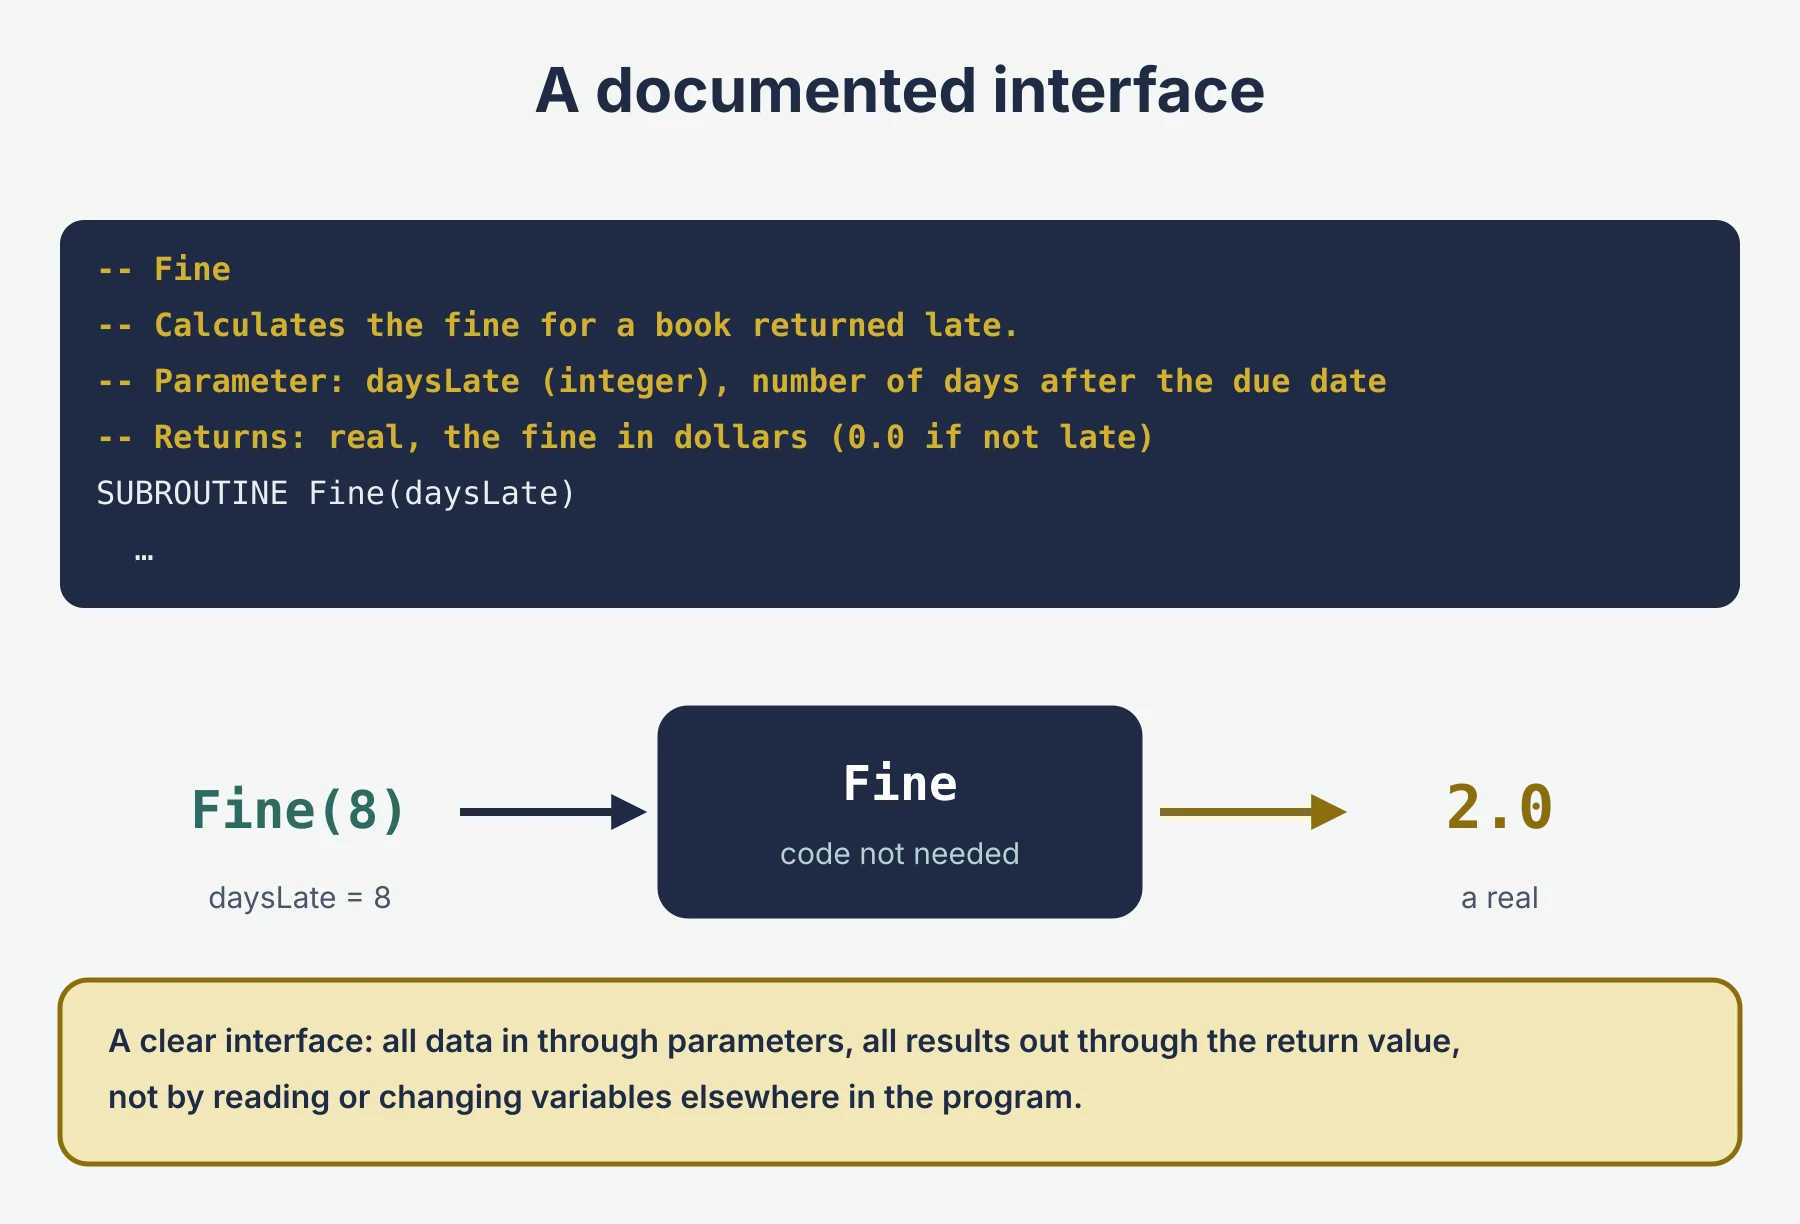 A documented interface
-- Fine
-- Calculates the fine for a book returned late.
-- Parameter: daysLate (integer), number of days after the due date
-- Returns: real, the fine in dollars (0.0 if not late)
SUBROUTINE Fine(daysLate)
…
Fine(8)
daysLate = 8
Fine
code not needed
2.0
a real
A clear interface: all data in through parameters, all results out through the return value,
not by reading or changing variables elsewhere in the program.